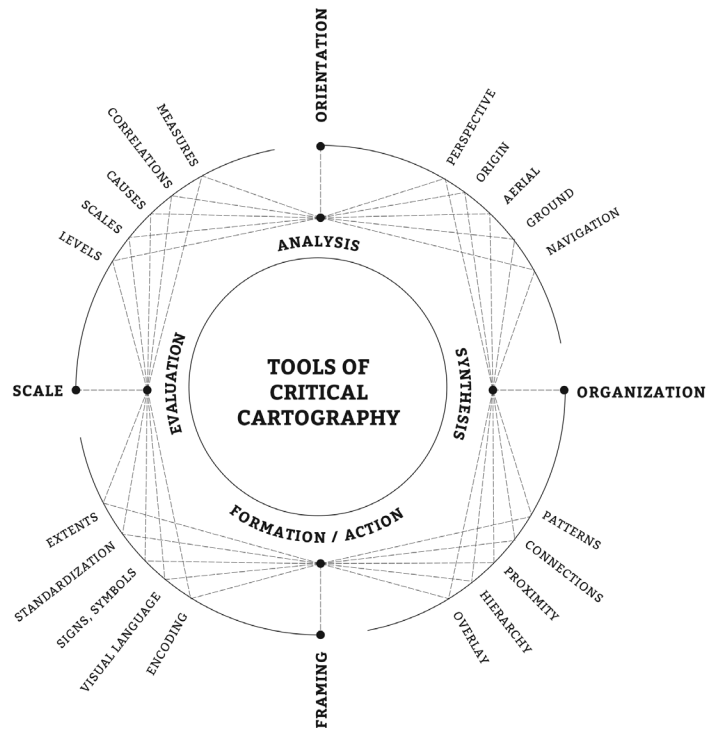 ORIENTATION
MEASURES
CORRELATIONS
CAUSES
SCALES
LEVELS
PERSPECTIVE
ORIGIN
AERIAL
GROUND
NAVIGATION
ANALYSIS
EVALUATION
SYNTHESIS
TOOLS OF
CRITICAL
CARTOGRAPHY
SCALE
ORGANIZATION
FORMATION / ACTION
EXTENTS
STANDARDIZATION
SIGNS, SYMBOLS
VISUAL LANGUAGE
ENCODING
PATTERNS
CONNECTIONS
PROXIMITY
HIERARCHY
OVERLAY
FRAMING